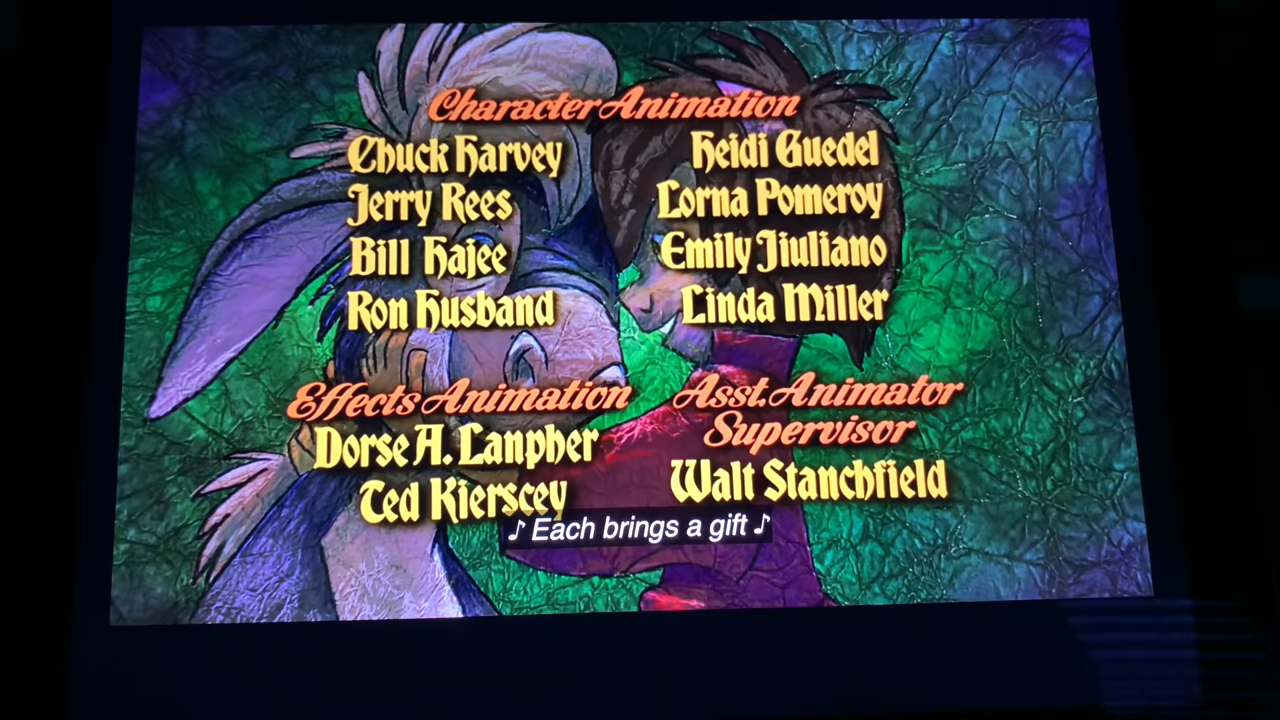 Character Animation
Chuck Harvey
Jerry Rees
Bill Hajee
Ron Husband
Heidi Guedel
Lorna Pomeroy
Emily Jiuliano
Linda Miller
Effects Animation
Dorse A. Lanpher
Ted Kierscey
Asst. Animator
Supervisor
Walt Stanchfield
♪ Each brings a gift ♪